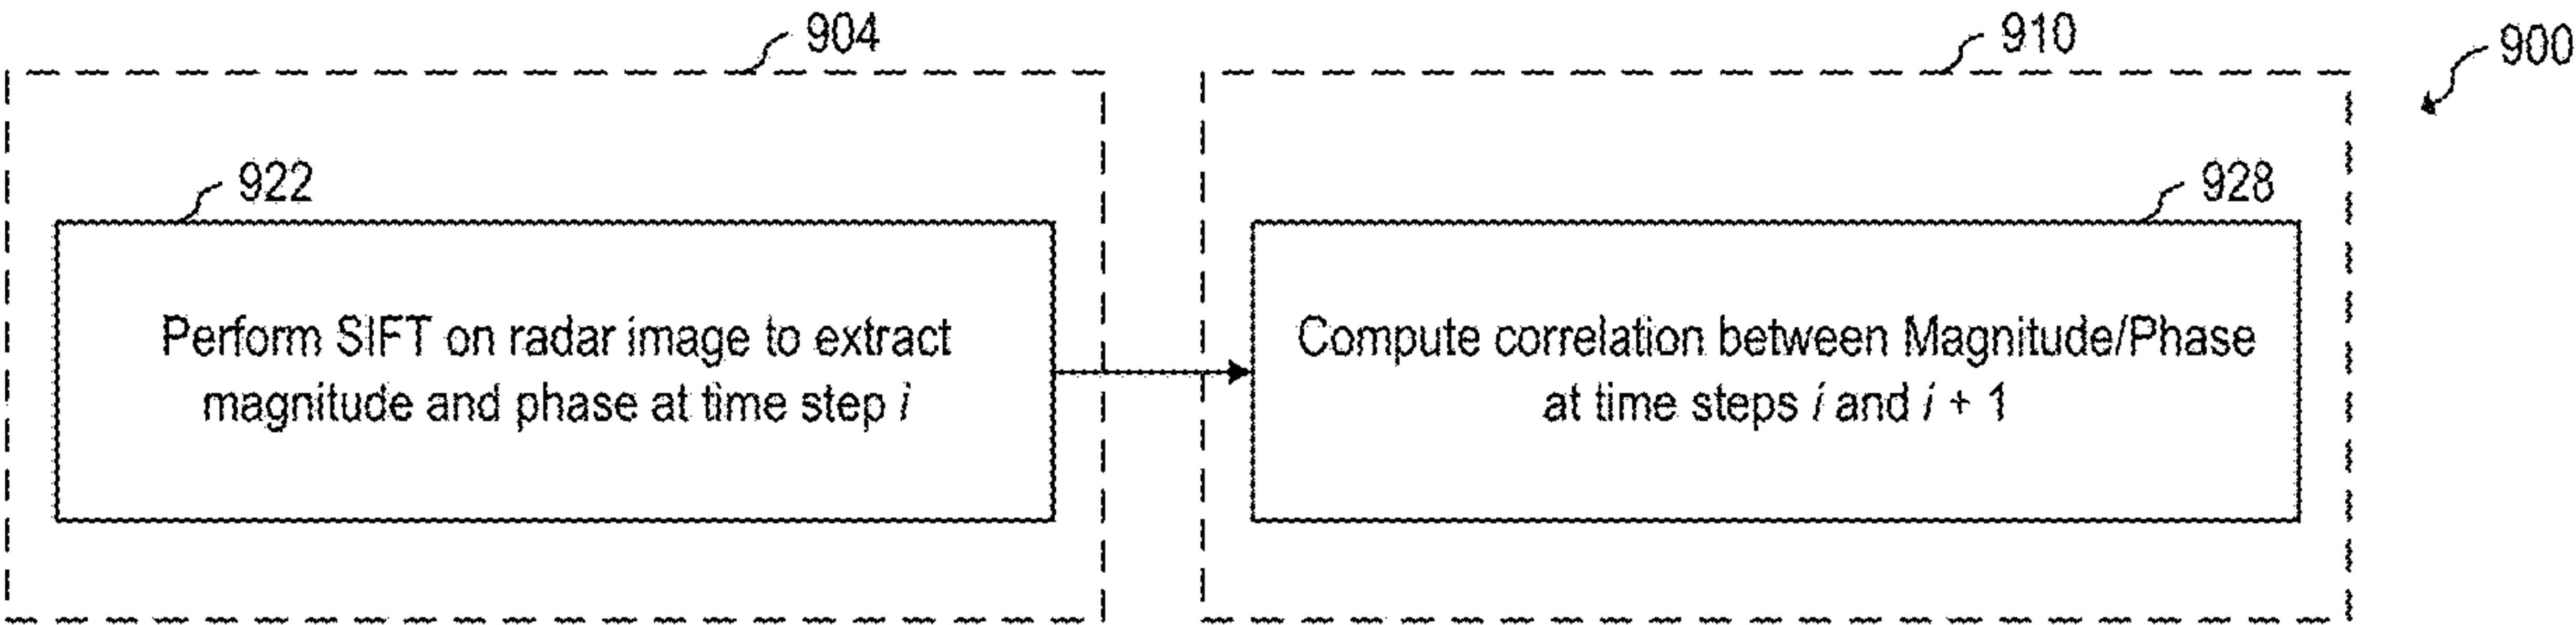 904
910
900
922
928
Perform SIFT on radar image to extract
magnitude and phase at time step i
Compute correlation between Magnitude/Phase
at time steps i and i + 1